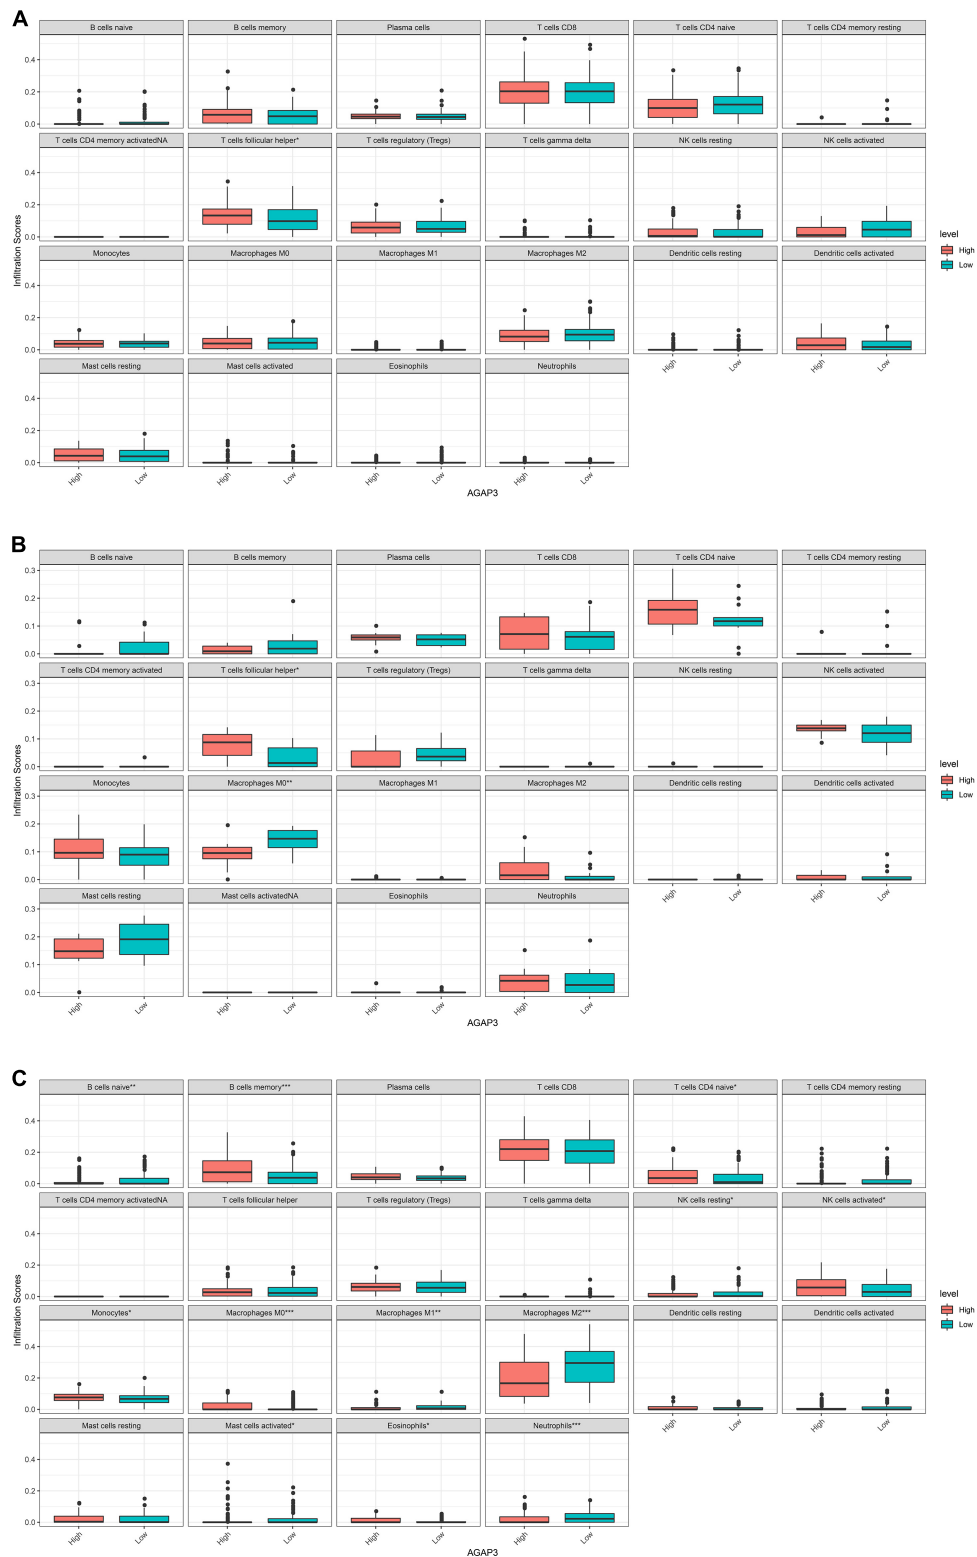 A
B cells naive B cells memory Plasma cells T cells CD8 T cells CD4 naive T cells CD4 memory resting
0.4
0.2
0.0
T cells CD4 memory activatedNA T cells follicular helper* T cells regulatory (Tregs) T cells gamma delta NK cells resting NK cells activated
0.4
0.2
0.0
Infiltration Scores
level
High
Low
Monocytes Macrophages M0 Macrophages M1 Macrophages M2 Dendritic cells resting Dendritic cells activated
0.4
0.2
0.0
High Low High Low
Mast cells resting Mast cells activated Eosinophils Neutrophils
0.4
0.2
0.0
High Low High Low High Low High Low
AGAP3
B
B cells naive B cells memory Plasma cells T cells CD8 T cells CD4 naive T cells CD4 memory resting
0.3
0.2
0.1
0.0
T cells CD4 memory activated T cells follicular helper* T cells regulatory (Tregs) T cells gamma delta NK cells resting NK cells activated
0.3
0.2
0.1
0.0
Infiltration Scores
level
High
Low
Monocytes Macrophages M0** Macrophages M1 Macrophages M2 Dendritic cells resting Dendritic cells activated
0.3
0.2
0.1
0.0
High Low High Low
Mast cells resting Mast cells activatedNA Eosinophils Neutrophils
0.3
0.2
0.1
0.0
High Low High Low High Low High Low
AGAP3
C
B cells naive** B cells memory*** Plasma cells T cells CD8 T cells CD4 naive* T cells CD4 memory resting
0.4
0.2
0.0
T cells CD4 memory activatedNA T cells follicular helper T cells regulatory (Tregs) T cells gamma delta NK cells resting* NK cells activated*
0.4
0.2
0.0
Infiltration Scores
level
High
Low
Monocytes* Macrophages M0*** Macrophages M1** Macrophages M2*** Dendritic cells resting Dendritic cells activated
0.4
0.2
0.0
High Low High Low
Mast cells resting Mast cells activated* Eosinophils* Neutrophils***
0.4
0.2
0.0
High Low High Low High Low High Low
AGAP3